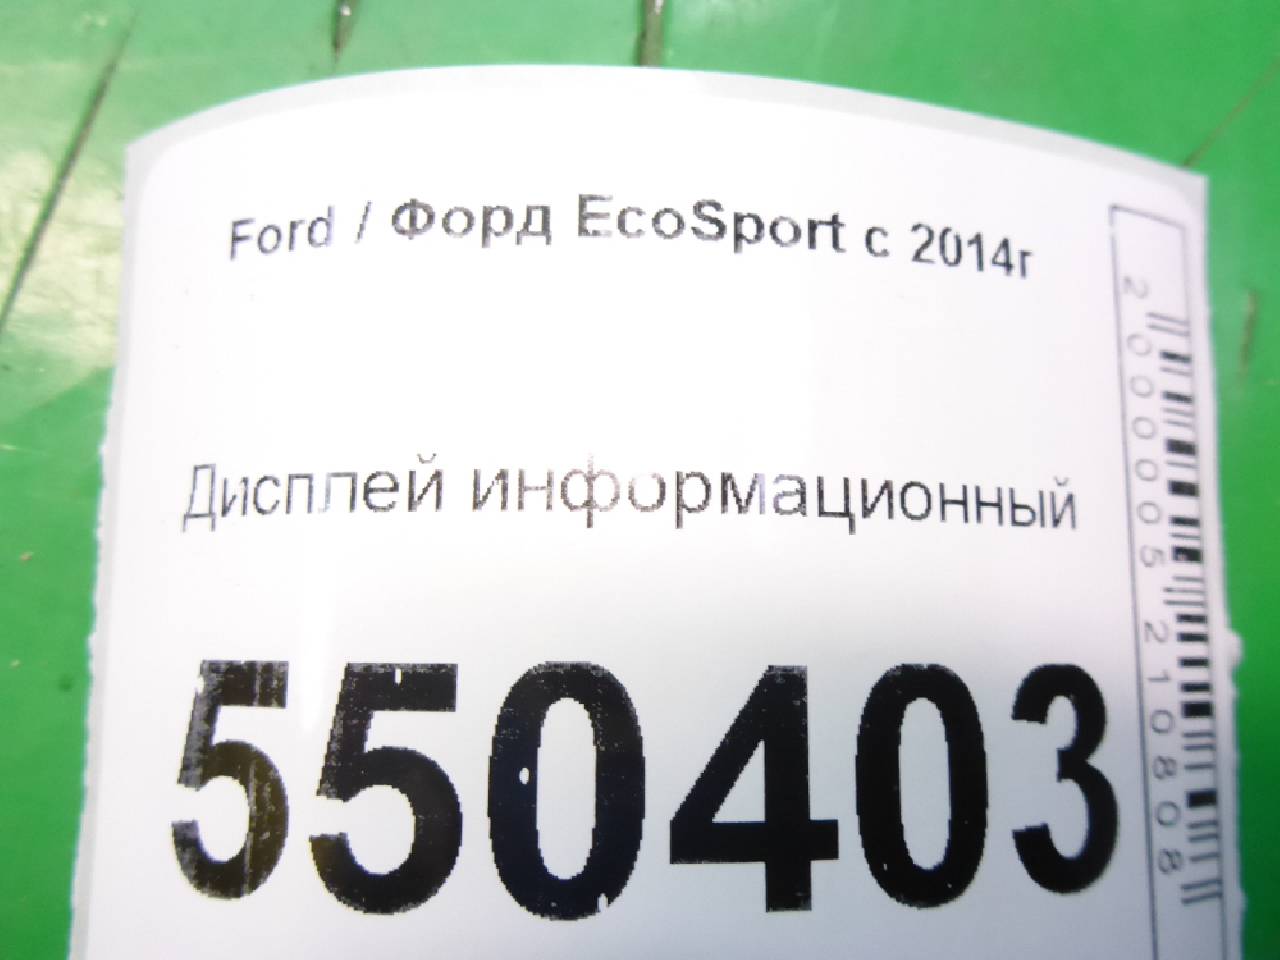 Ford / Форд EcoSport с 2014г
Дисплей информационный
550403
2000005210808